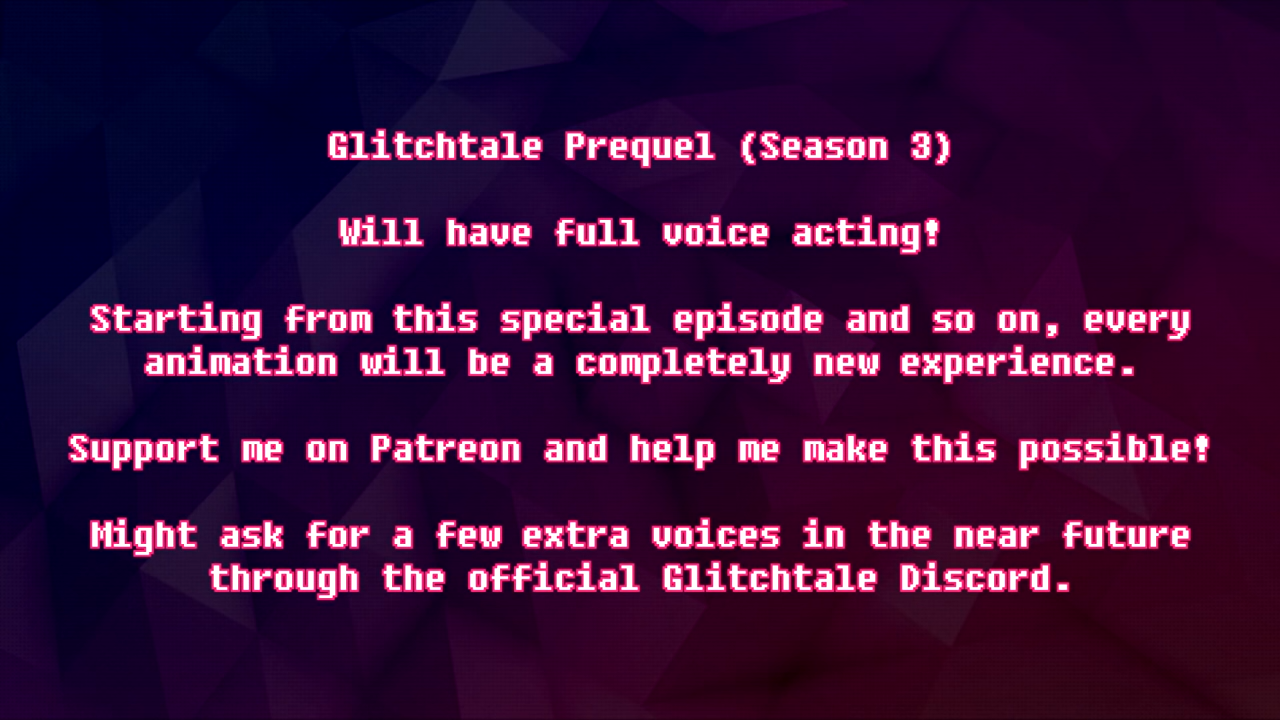 Glitchtale Prequel (Season 3)
Will have full voice acting!
Starting from this special episode and so on, every
animation will be a completely new experience.
Support me on Patreon and help me make this possible!
Might ask for a few extra voices in the near future
through the official Glitchtale Discord.